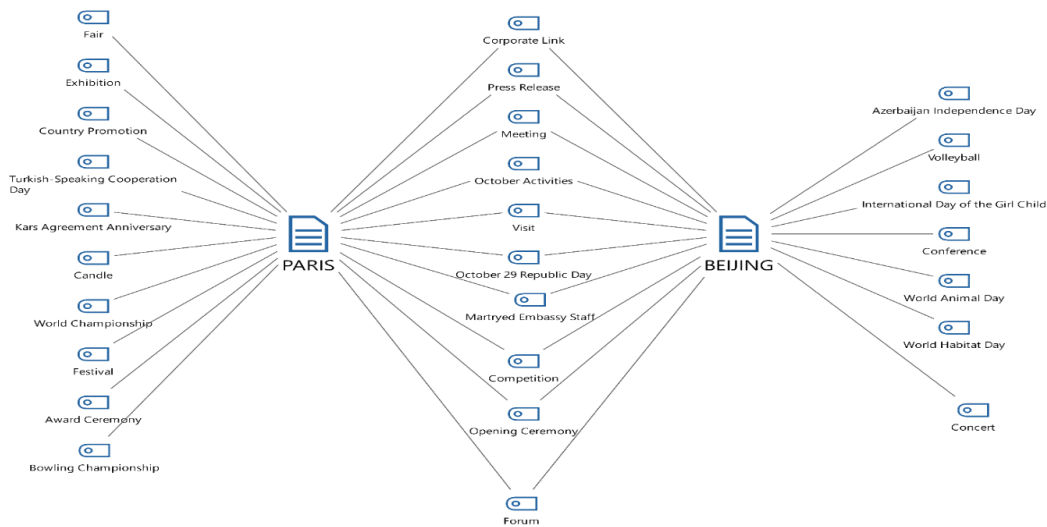 Fair
Exhibition
Country Promotion
Turkish-Speaking Cooperation
Day
Kars Agreement Anniversary
Candle
World Championship
Festival
Award Ceremony
Bowling Championship
PARIS
Corporate Link
Press Release
Meeting
October Activities
Visit
October 29 Republic Day
Martryed Embassy Staff
Competition
Opening Ceremony
Forum
BEIJING
Azerbaijan Independence Day
Volleyball
International Day of the Girl Child
Conference
World Animal Day
World Habitat Day
Concert